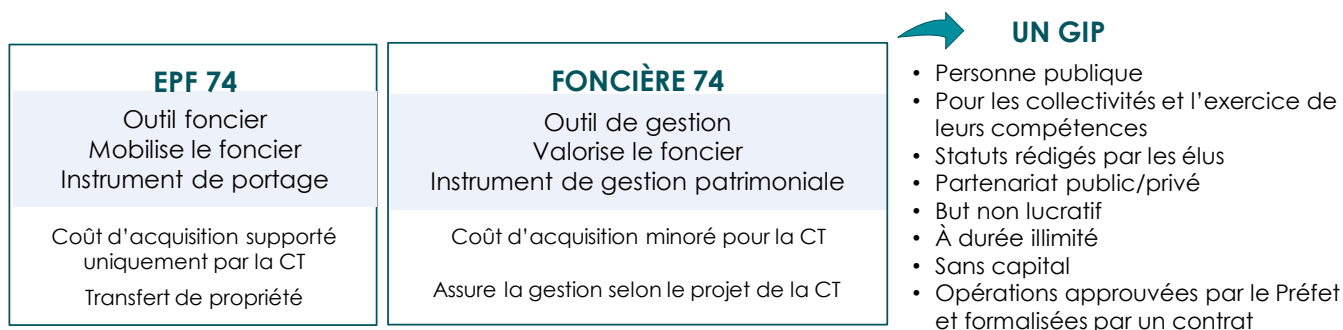 EPF 74
Outil foncier
Mobilise le foncier
Instrument de portage
Coût d’acquisition supporté
uniquement par la CT
Transfert de propriété
FONCIÈRE 74
Outil de gestion
Valorise le foncier
Instrument de gestion patrimoniale
Coût d’acquisition minoré pour la CT
Assure la gestion selon le projet de la CT
UN GIP
• Personne publique
• Pour les collectivités et l’exercice de
leurs compétences
• Statuts rédigés par les élus
• Partenariat public/privé
• But non lucratif
• À durée illimité
• Sans capital
• Opérations approuvées par le Préfet
et formalisées par un contrat